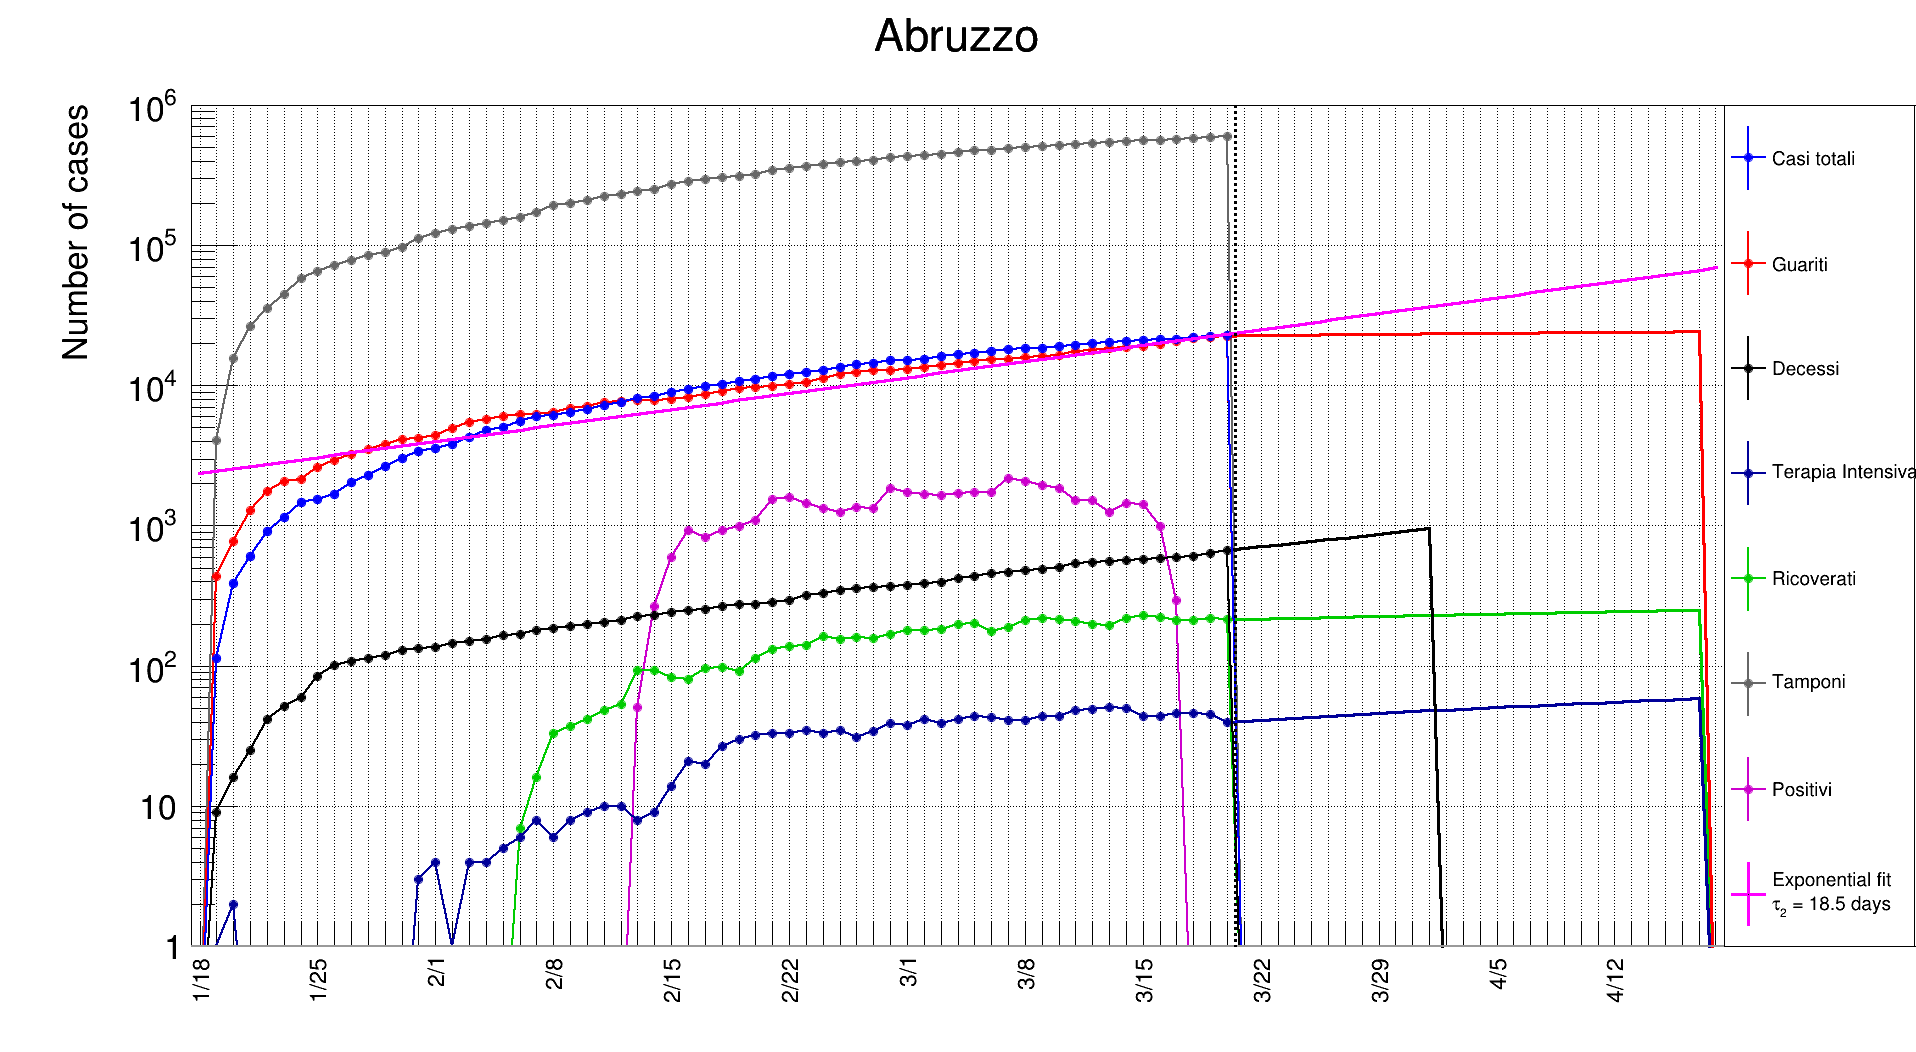 Abruzzo
Number of cases
10^6
10^5
10^4
10^3
10^2
10
1
1/18 1/25 2/1 2/8 2/15 2/22 3/1 3/8 3/15 3/22 3/29 4/5 4/12
Casi totali
Guariti
Decessi
Terapia Intensiva
Ricoverati
Tamponi
Positivi
Exponential fit
τ₂ = 18.5 days